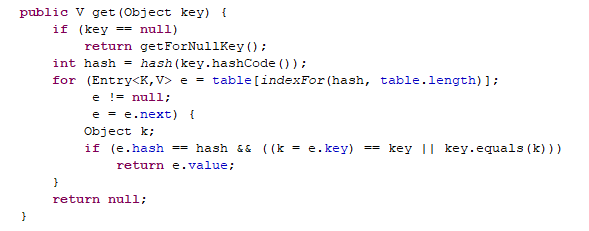 public V get(Object key) {
    if (key == null)
        return getForNullKey();
    int hash = hash(key.hashCode());
    for (Entry<K,V> e = table[indexFor(hash, table.length)];
         e != null;
         e = e.next) {
        Object k;
        if (e.hash == hash && ((k = e.key) == key || key.equals(k)))
            return e.value;
    }
    return null;
}